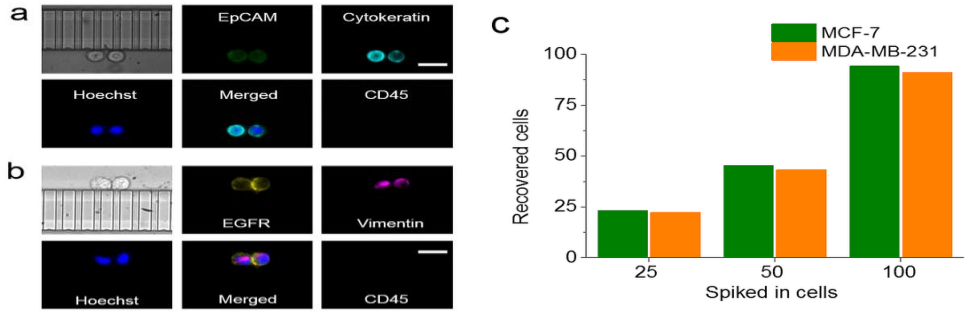 a
EpCAM
Cytokeratin
Hoechst
Merged
CD45
b
EGFR
Vimentin
Hoechst
Merged
CD45
c
MCF-7
MDA-MB-231
100
75
50
25
0
Recovered cells
25
50
100
Spiked in cells